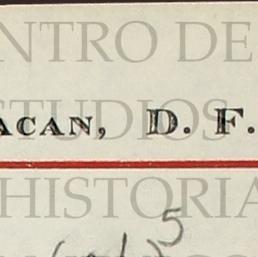 NTRO DE
STUDIOS
ACAN, D. F.
HISTORIA
5